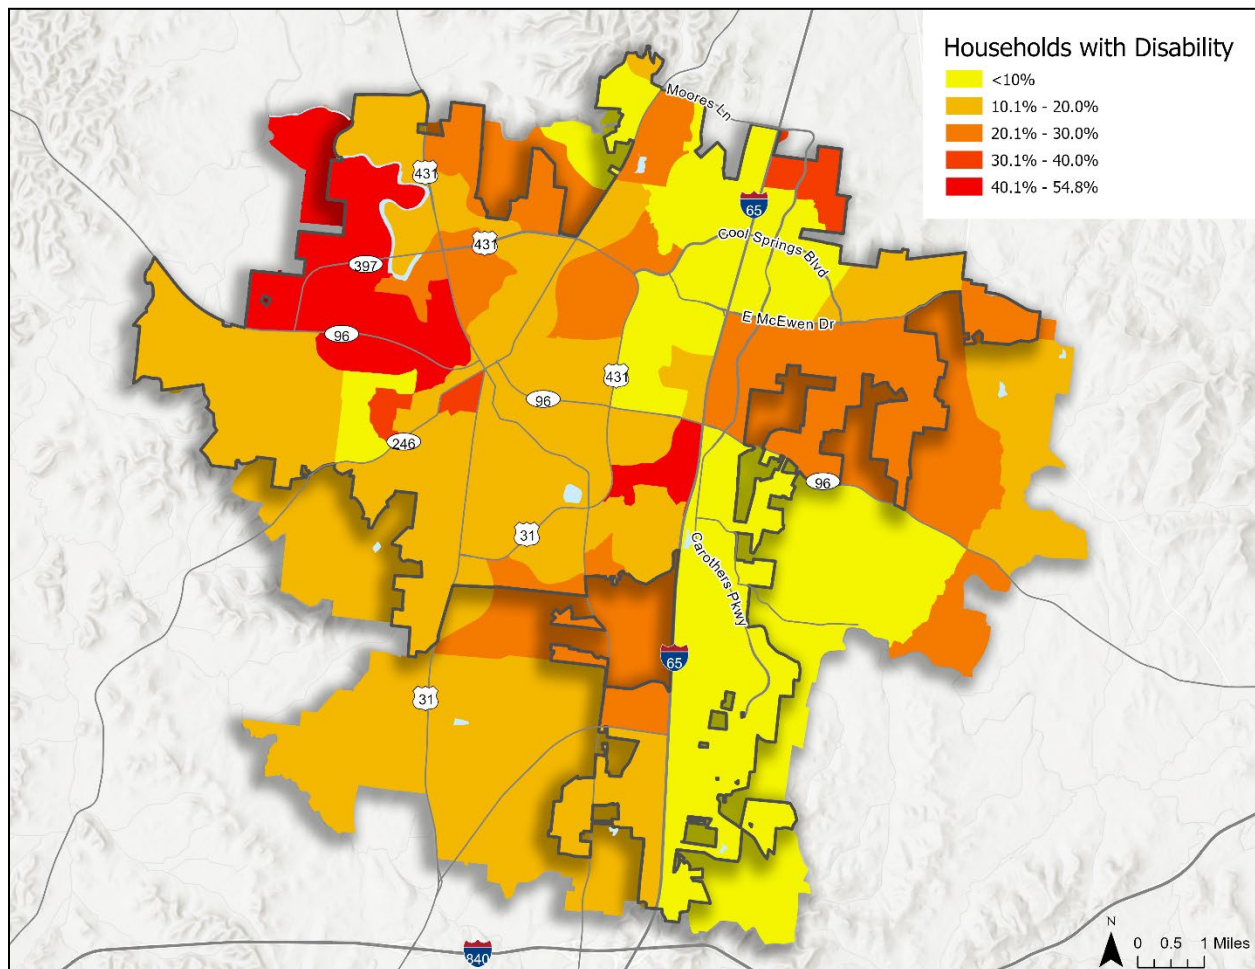 Households with Disability
<10%
10.1% - 20.0%
20.1% - 30.0%
30.1% - 40.0%
40.1% - 54.8%
Moores Ln
431
65
Cool Springs Blvd
431
397
E McEwen Dr
96
431
96
246
96
31
Carothers Pkwy
65
31
840
N
0 0.5 1 Miles